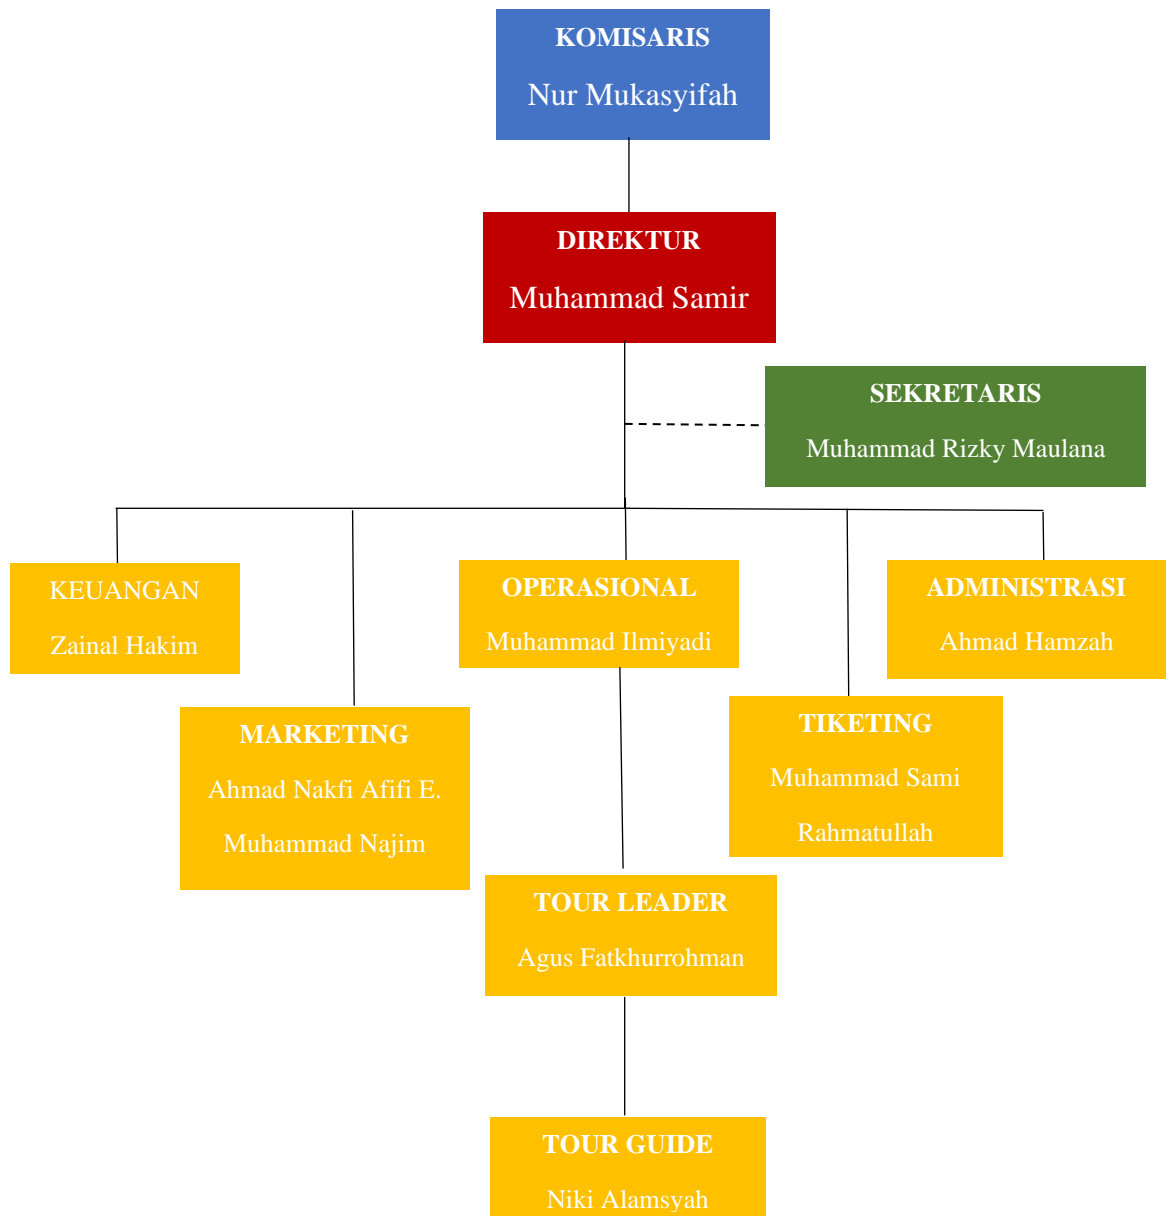 KOMISARIS
Nur Mukasyifah
DIREKTUR
Muhammad Samir
SEKRETARIS
Muhammad Rizky Maulana
KEUANGAN
Zainal Hakim
OPERASIONAL
Muhammad Ilmiyadi
ADMINISTRASI
Ahmad Hamzah
MARKETING
Ahmad Nakfi Afifi E.
Muhammad Najim
TIKETING
Muhammad Sami
Rahmatullah
TOUR LEADER
Agus Fatkhurrohman
TOUR GUIDE
Niki Alamsyah